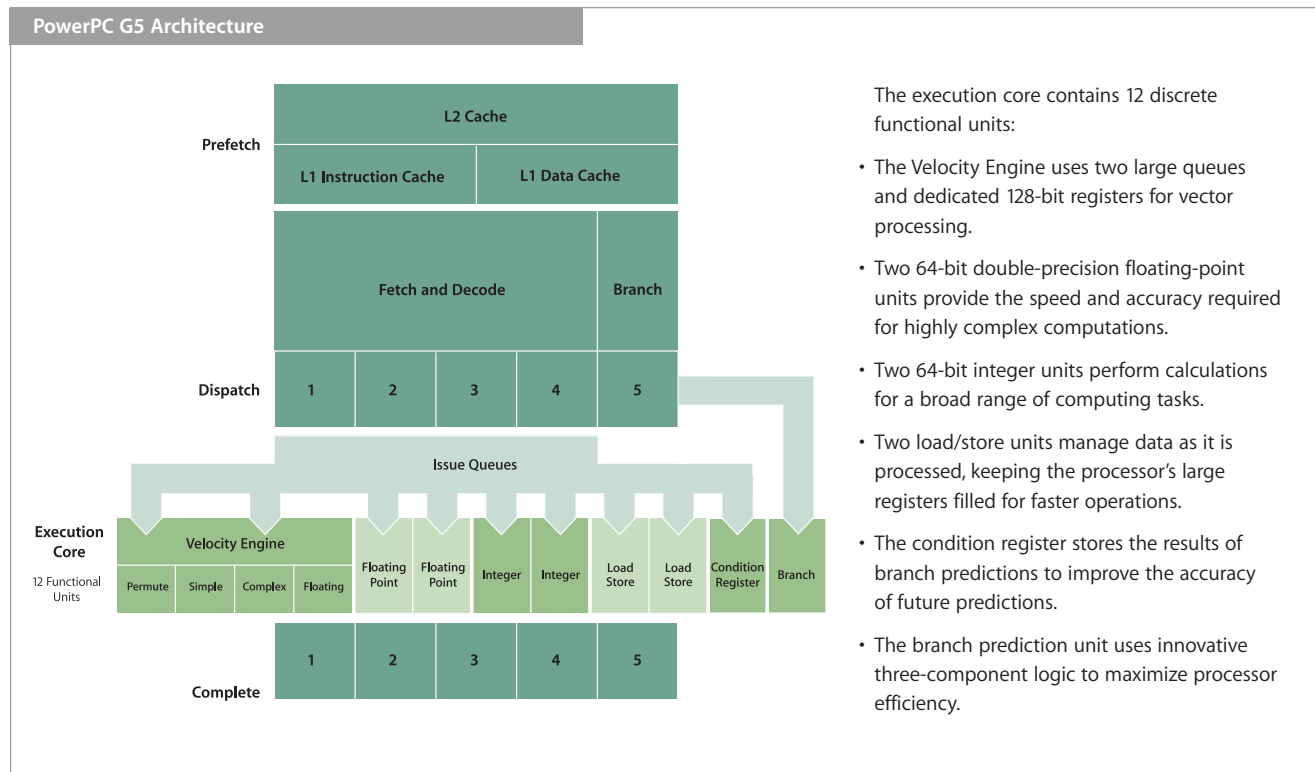 PowerPC G5 Architecture
Prefetch
L2 Cache
L1 Instruction Cache
L1 Data Cache
Fetch and Decode
Branch
Dispatch
1
2
3
4
5
Issue Queues
Execution
Core
12 Functional
Units
Velocity Engine
Permute
Simple
Complex
Floating
Floating
Point
Floating
Point
Integer
Integer
Load
Store
Load
Store
Condition
Register
Branch
Complete
1
2
3
4
5
The execution core contains 12 discrete
functional units:
• The Velocity Engine uses two large queues
and dedicated 128-bit registers for vector
processing.
• Two 64-bit double-precision floating-point
units provide the speed and accuracy required
for highly complex computations.
• Two 64-bit integer units perform calculations
for a broad range of computing tasks.
• Two load/store units manage data as it is
processed, keeping the processor’s large
registers filled for faster operations.
• The condition register stores the results of
branch predictions to improve the accuracy
of future predictions.
• The branch prediction unit uses innovative
three-component logic to maximize processor
efficiency.